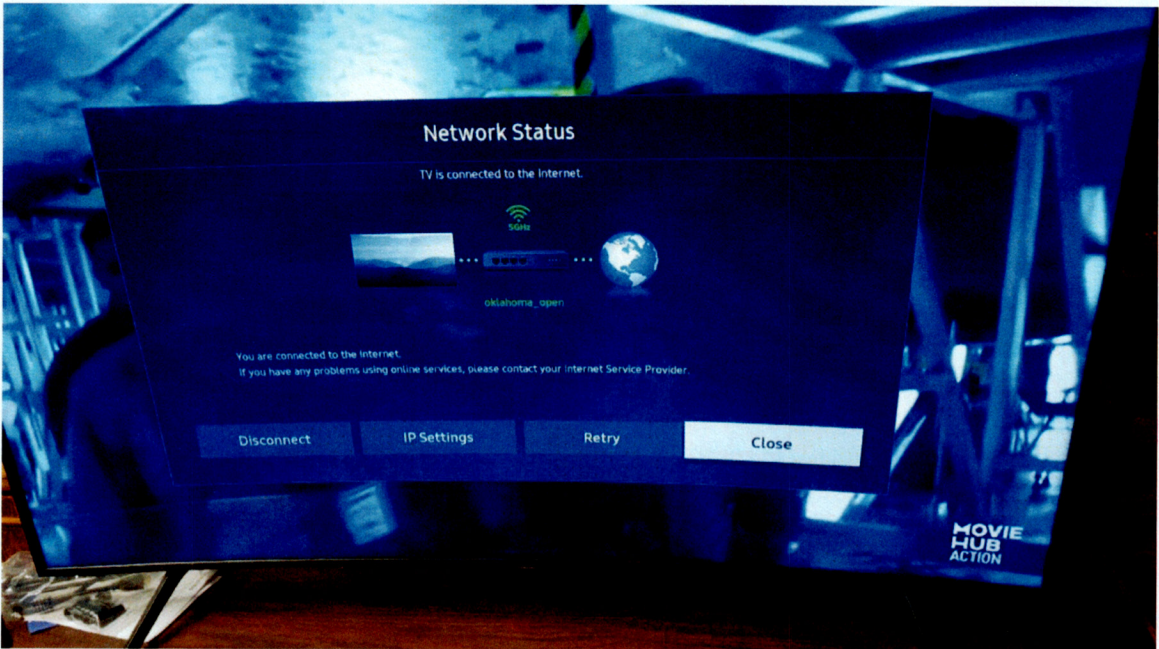 Network Status
TV is connected to the Internet.
5GHz
oklahoma_open
You are connected to the Internet.
If you have any problems using online services, please contact your Internet Service Provider.
Disconnect
IP Settings
Retry
Close
MOVIE
HUB
ACTION